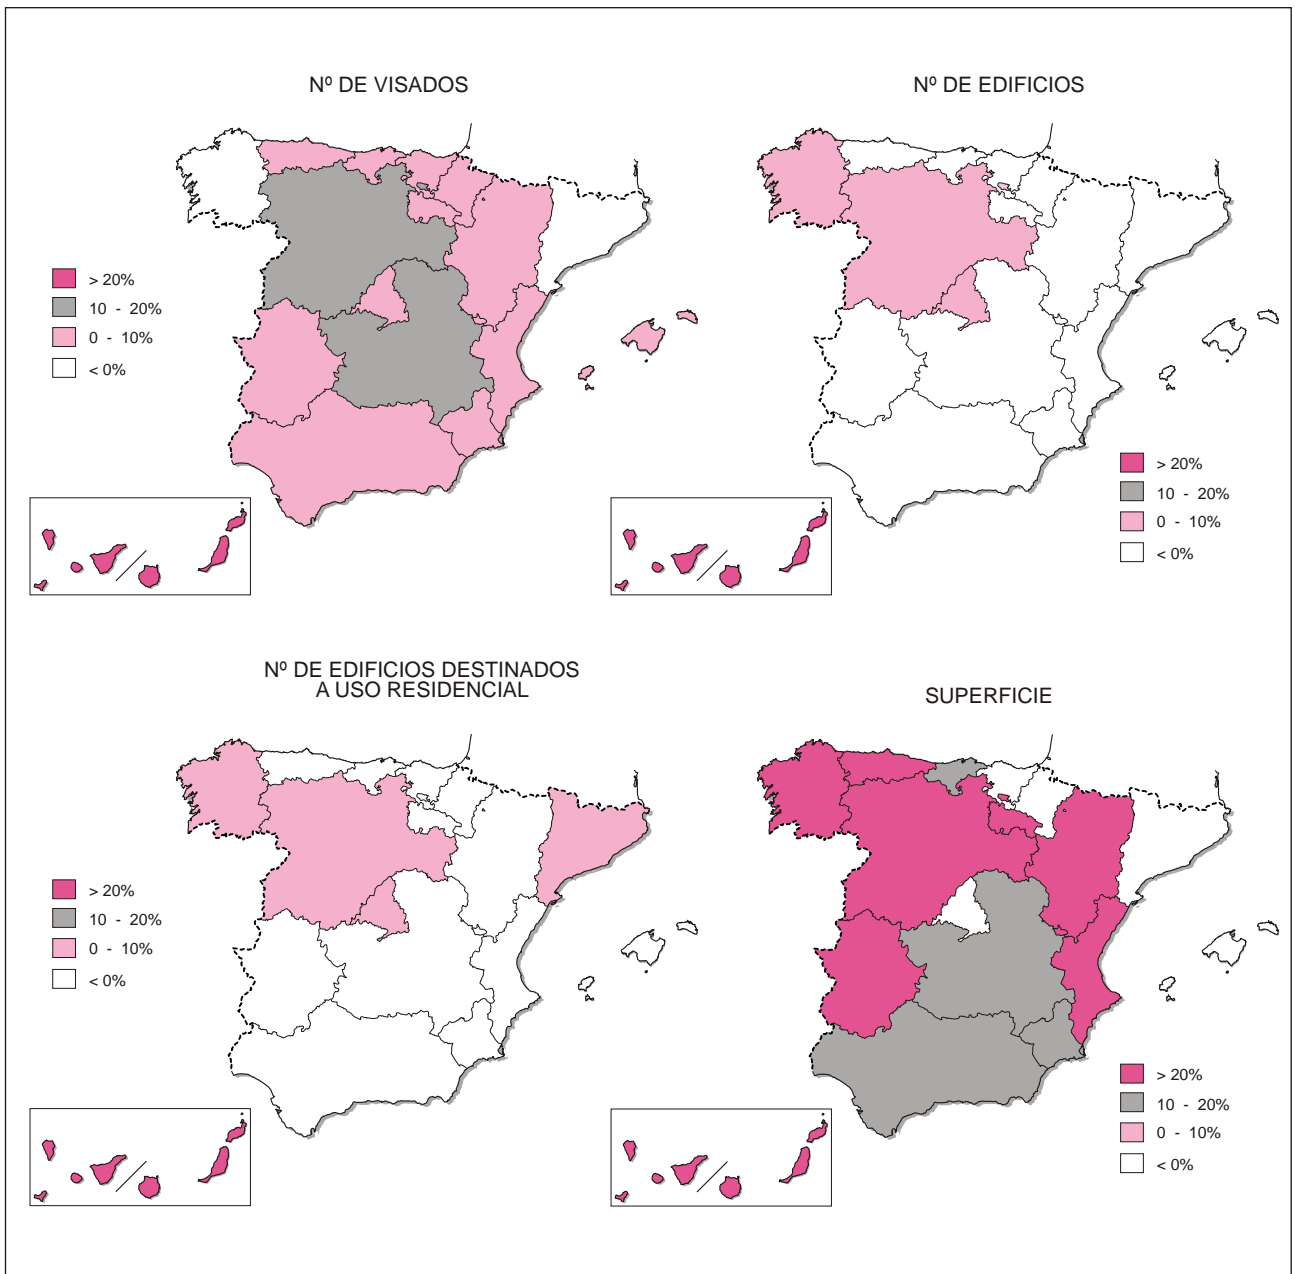 Nº DE VISADOS
> 20%
10 - 20%
0 - 10%
< 0%
Nº DE EDIFICIOS
> 20%
10 - 20%
0 - 10%
< 0%
Nº DE EDIFICIOS DESTINADOS
A USO RESIDENCIAL
> 20%
10 - 20%
0 - 10%
< 0%
SUPERFICIE
> 20%
10 - 20%
0 - 10%
< 0%